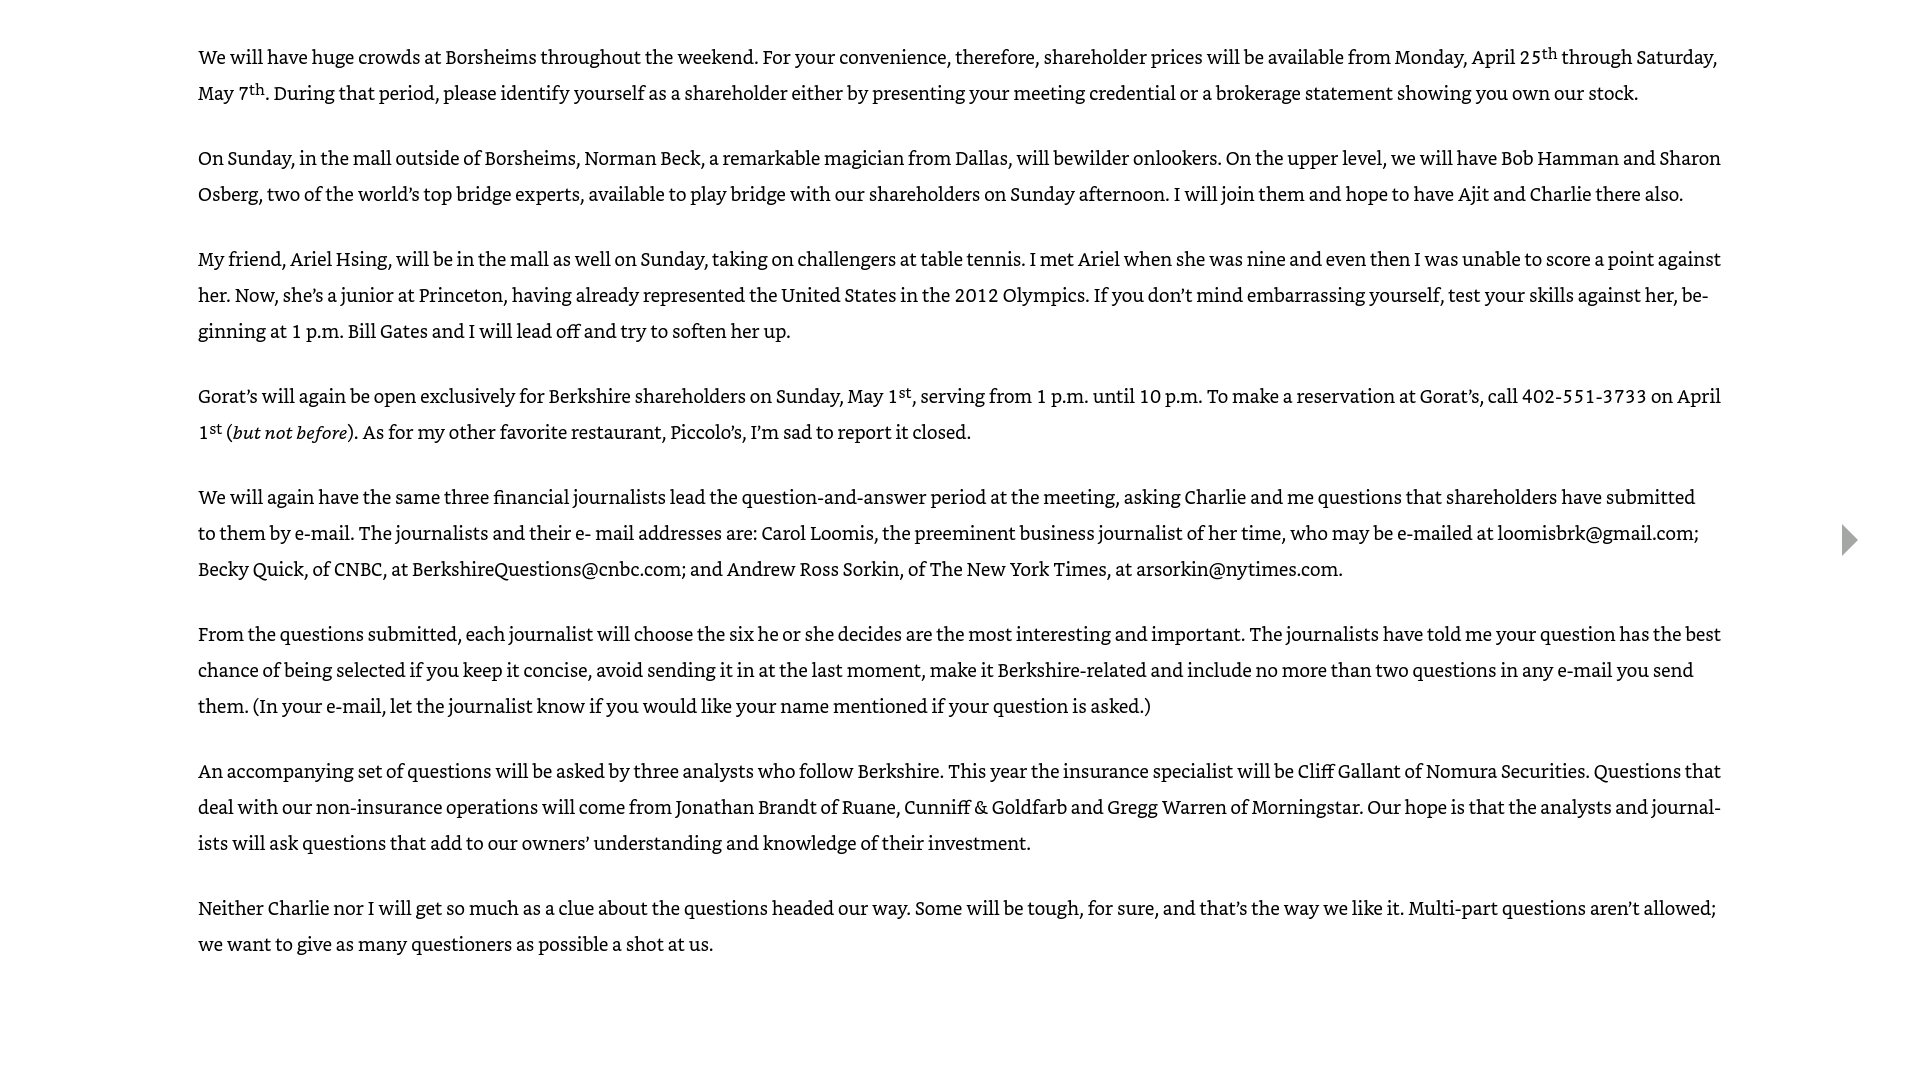 We will have huge crowds at Borsheims throughout the weekend. For your convenience, therefore, shareholder prices will be available from Monday, April 25th through Saturday,
May 7th. During that period, please identify yourself as a shareholder either by presenting your meeting credential or a brokerage statement showing you own our stock.
On Sunday, in the mall outside of Borsheims, Norman Beck, a remarkable magician from Dallas, will bewilder onlookers. On the upper level, we will have Bob Hamman and Sharon
Osberg, two of the world’s top bridge experts, available to play bridge with our shareholders on Sunday afternoon. I will join them and hope to have Ajit and Charlie there also.
My friend, Ariel Hsing, will be in the mall as well on Sunday, taking on challengers at table tennis. I met Ariel when she was nine and even then I was unable to score a point against
her. Now, she’s a junior at Princeton, having already represented the United States in the 2012 Olympics. If you don’t mind embarrassing yourself, test your skills against her, be-
ginning at 1 p.m. Bill Gates and I will lead off and try to soften her up.
Gorat’s will again be open exclusively for Berkshire shareholders on Sunday, May 1st, serving from 1 p.m. until 10 p.m. To make a reservation at Gorat’s, call 402-551-3733 on April
1st (but not before). As for my other favorite restaurant, Piccolo’s, I’m sad to report it closed.
We will again have the same three financial journalists lead the question-and-answer period at the meeting, asking Charlie and me questions that shareholders have submitted
to them by e-mail. The journalists and their e- mail addresses are: Carol Loomis, the preeminent business journalist of her time, who may be e-mailed at loomisbrk@gmail.com;
Becky Quick, of CNBC, at BerkshireQuestions@cnbc.com; and Andrew Ross Sorkin, of The New York Times, at arsorkin@nytimes.com.
From the questions submitted, each journalist will choose the six he or she decides are the most interesting and important. The journalists have told me your question has the best
chance of being selected if you keep it concise, avoid sending it in at the last moment, make it Berkshire-related and include no more than two questions in any e-mail you send
them. (In your e-mail, let the journalist know if you would like your name mentioned if your question is asked.)
An accompanying set of questions will be asked by three analysts who follow Berkshire. This year the insurance specialist will be Cliff Gallant of Nomura Securities. Questions that
deal with our non-insurance operations will come from Jonathan Brandt of Ruane, Cunniff & Goldfarb and Gregg Warren of Morningstar. Our hope is that the analysts and journal-
ists will ask questions that add to our owners’ understanding and knowledge of their investment.
Neither Charlie nor I will get so much as a clue about the questions headed our way. Some will be tough, for sure, and that’s the way we like it. Multi-part questions aren’t allowed;
we want to give as many questioners as possible a shot at us.